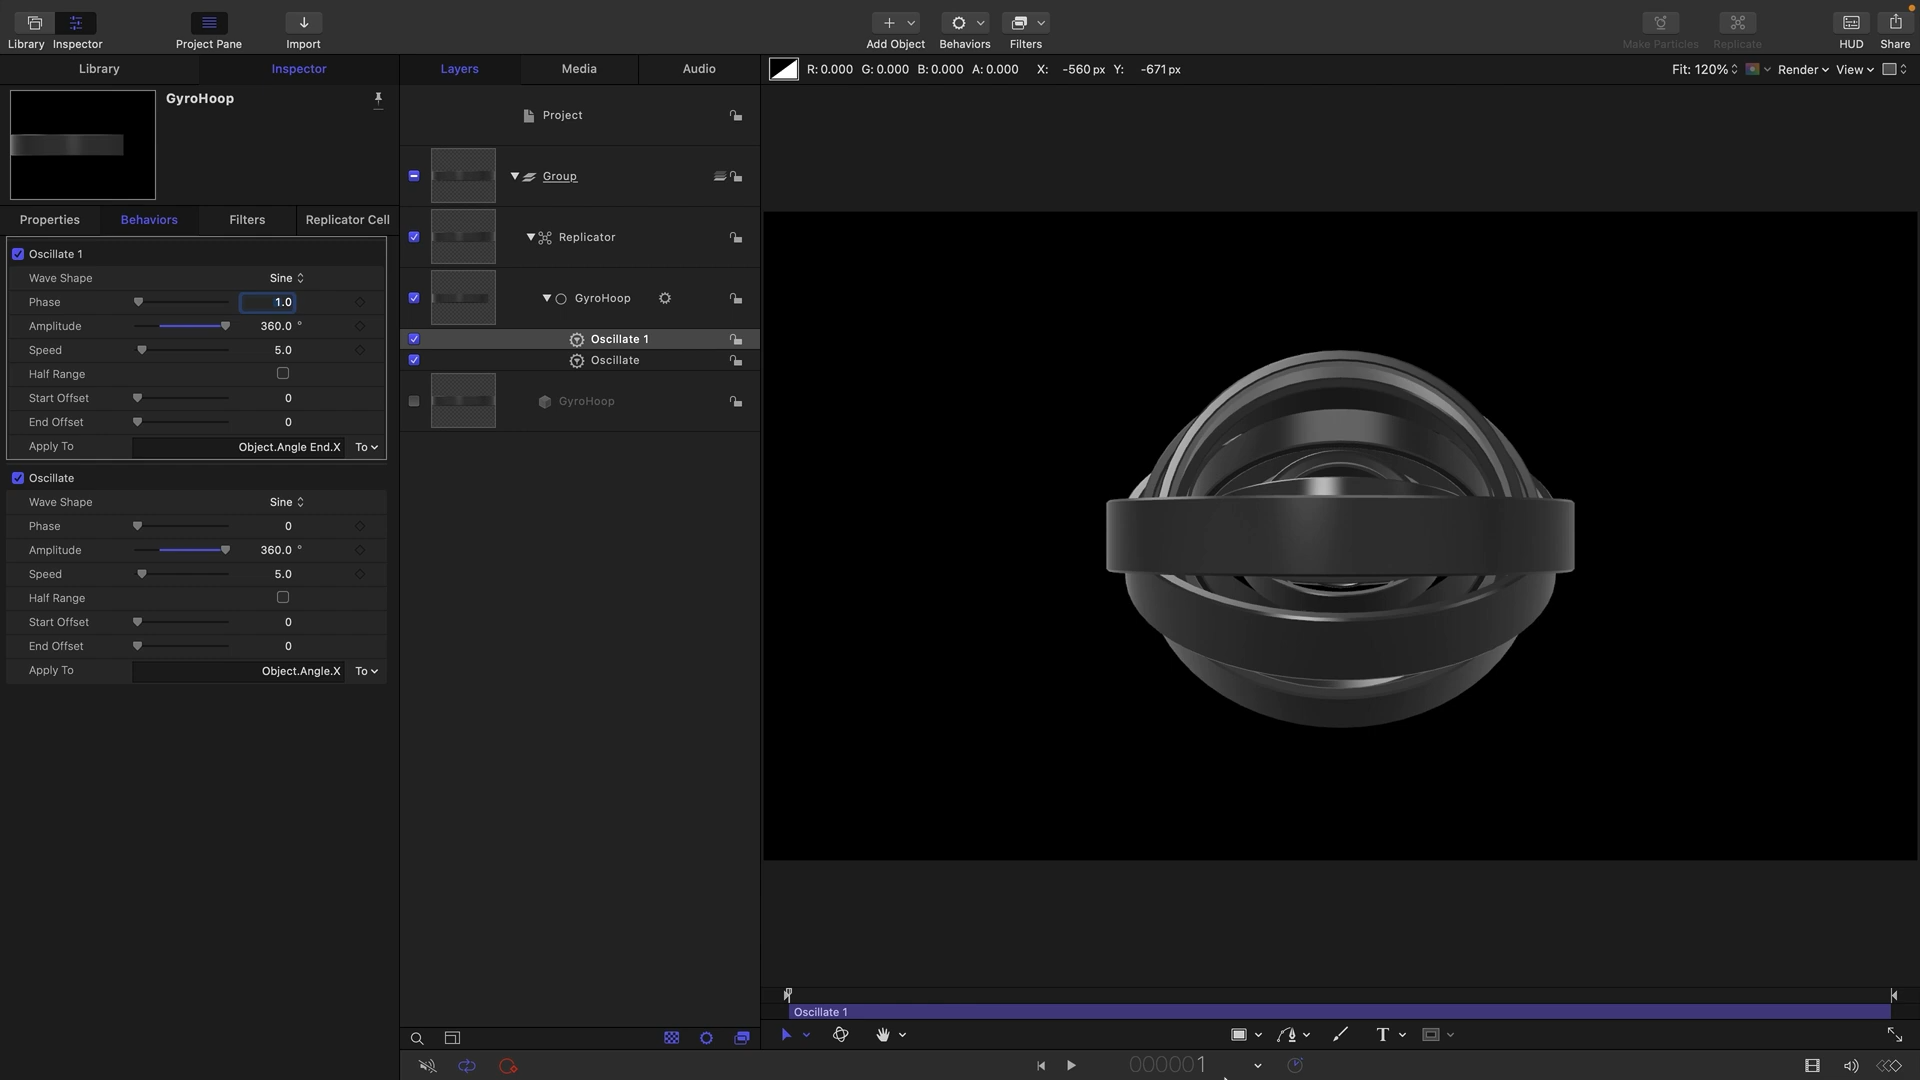 Library Inspector Project Pane Import Add Object Behaviors Filters Make Particles Replicate HUD Share
Library Inspector Layers Media Audio R: 0.000 G: 0.000 B: 0.000 A: 0.000 X: -560 px Y: -671 px Fit: 120% Render View
GyroHoop
Project
Group
Properties Behaviors Filters Replicator Cell
Replicator
Oscillate 1
Wave Shape Sine
Phase 1.0
GyroHoop
Amplitude 360.0 °
Oscillate 1
Speed 5.0
Oscillate
Half Range
Start Offset 0
GyroHoop
End Offset 0
Apply To Object.Angle End.X To
Oscillate
Wave Shape Sine
Phase 0
Amplitude 360.0 °
Speed 5.0
Half Range
Start Offset 0
End Offset 0
Apply To Object.Angle.X To
Oscillate 1
T
000001